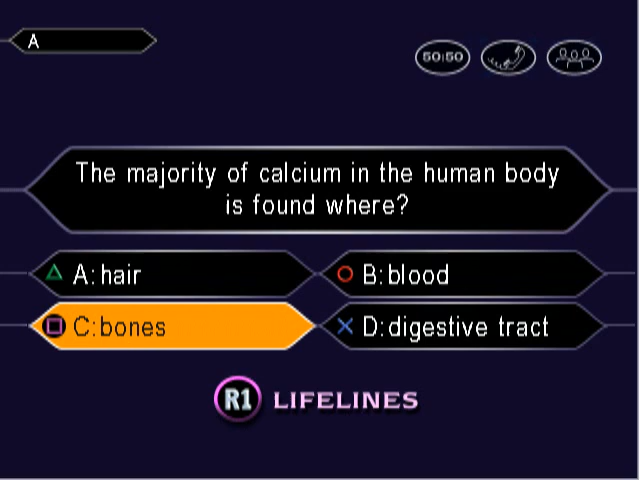 A
50:50
The majority of calcium in the human body
is found where?
A: hair
B: blood
C: bones
D: digestive tract
R1 LIFELINES